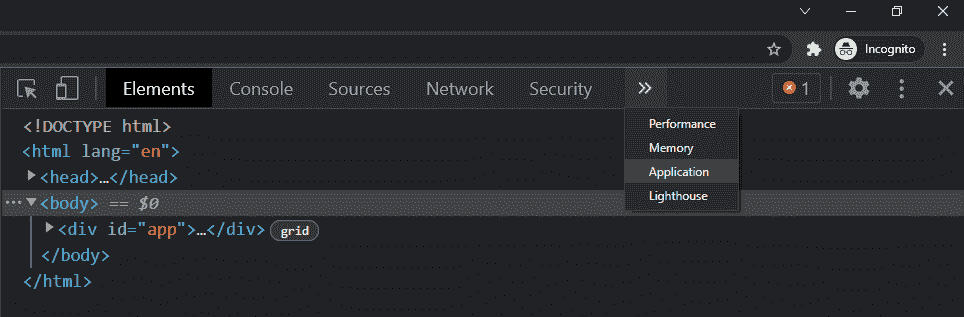 Incognito
Elements Console Sources Network Security 1
Performance
Memory
Application
Lighthouse
<!DOCTYPE html>
<html lang="en">
<head>…</head>
<body> == $0
<div id="app">…</div> grid
</body>
</html>